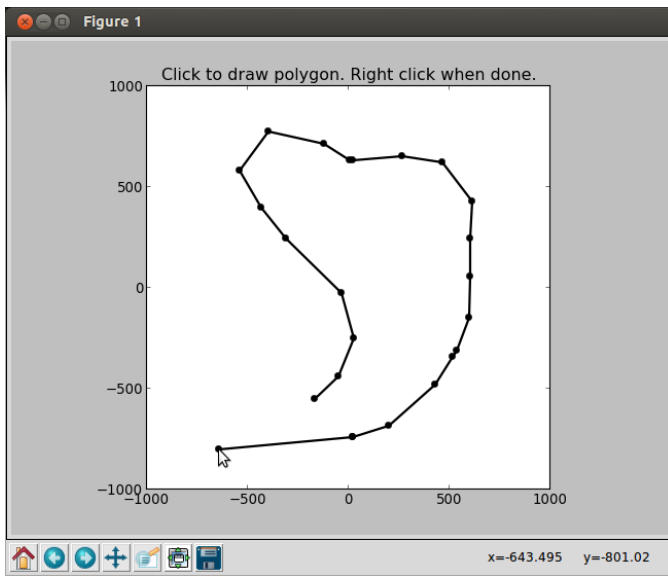 Figure 1
Click to draw polygon. Right click when done.
1000
500
0
−500
−1000
−1000 −500 0 500 1000
x=-643.495 y=-801.02